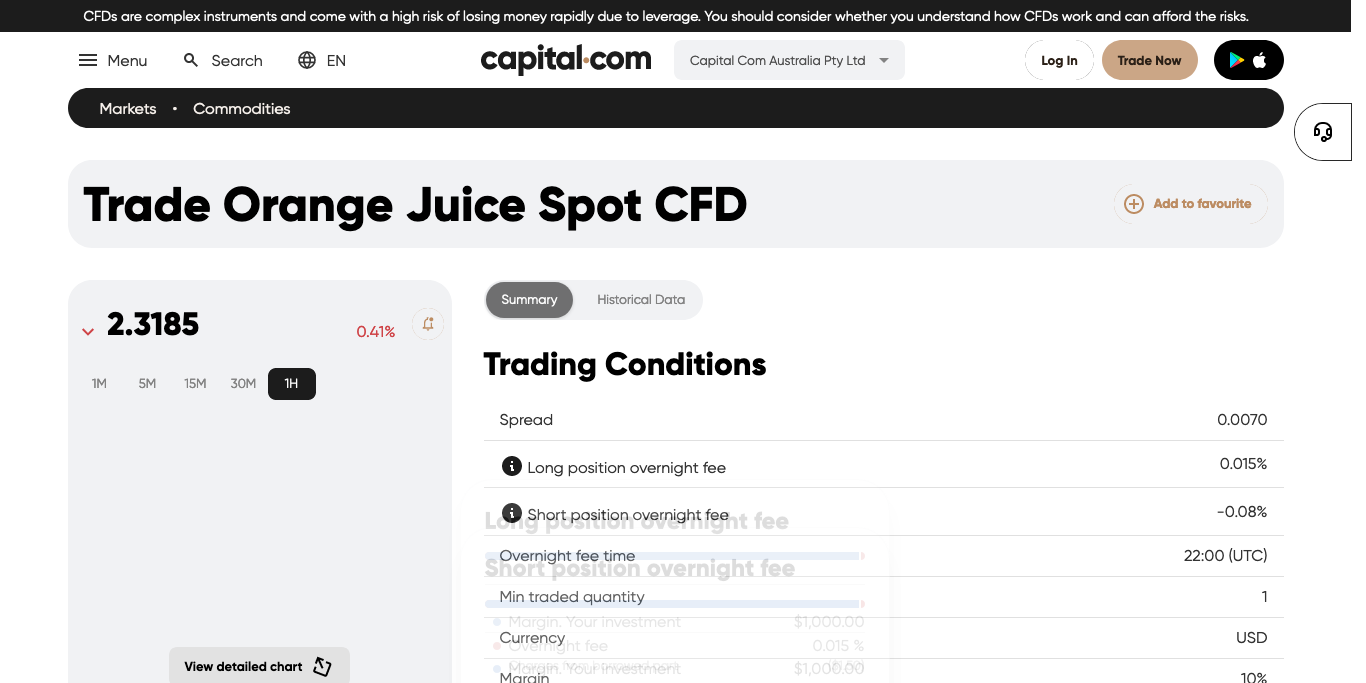 CFDs are complex instruments and come with a high risk of losing money rapidly due to leverage. You should consider whether you understand how CFDs work and can afford the risks.
Menu Search EN capital.com Capital Com Australia Pty Ltd Log In Trade Now
Markets • Commodities
Trade Orange Juice Spot CFD
Add to favourite
2.3185 0.41%
1M 5M 15M 30M 1H
View detailed chart
Summary Historical Data
Trading Conditions
Spread 0.0070
Long position overnight fee 0.015%
Short position overnight fee -0.08%
Long position overnight fee
Overnight fee time 22:00 (UTC)
Short position overnight fee
Min traded quantity 1
Margin. Your investment $1,000.00
Currency USD
Overnight fee 0.015 %
Margin. Your investment $1,000.00
Margin 10%